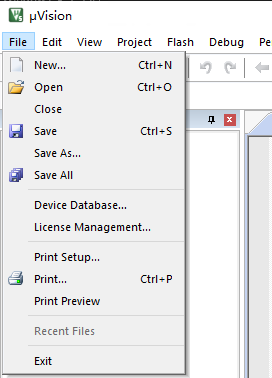 µVision
File Edit View Project Flash Debug Pe
New... Ctrl+N
Open Ctrl+O
Close
Save Ctrl+S
Save As...
Save All
Device Database...
License Management...
Print Setup...
Print... Ctrl+P
Print Preview
Recent Files
Exit